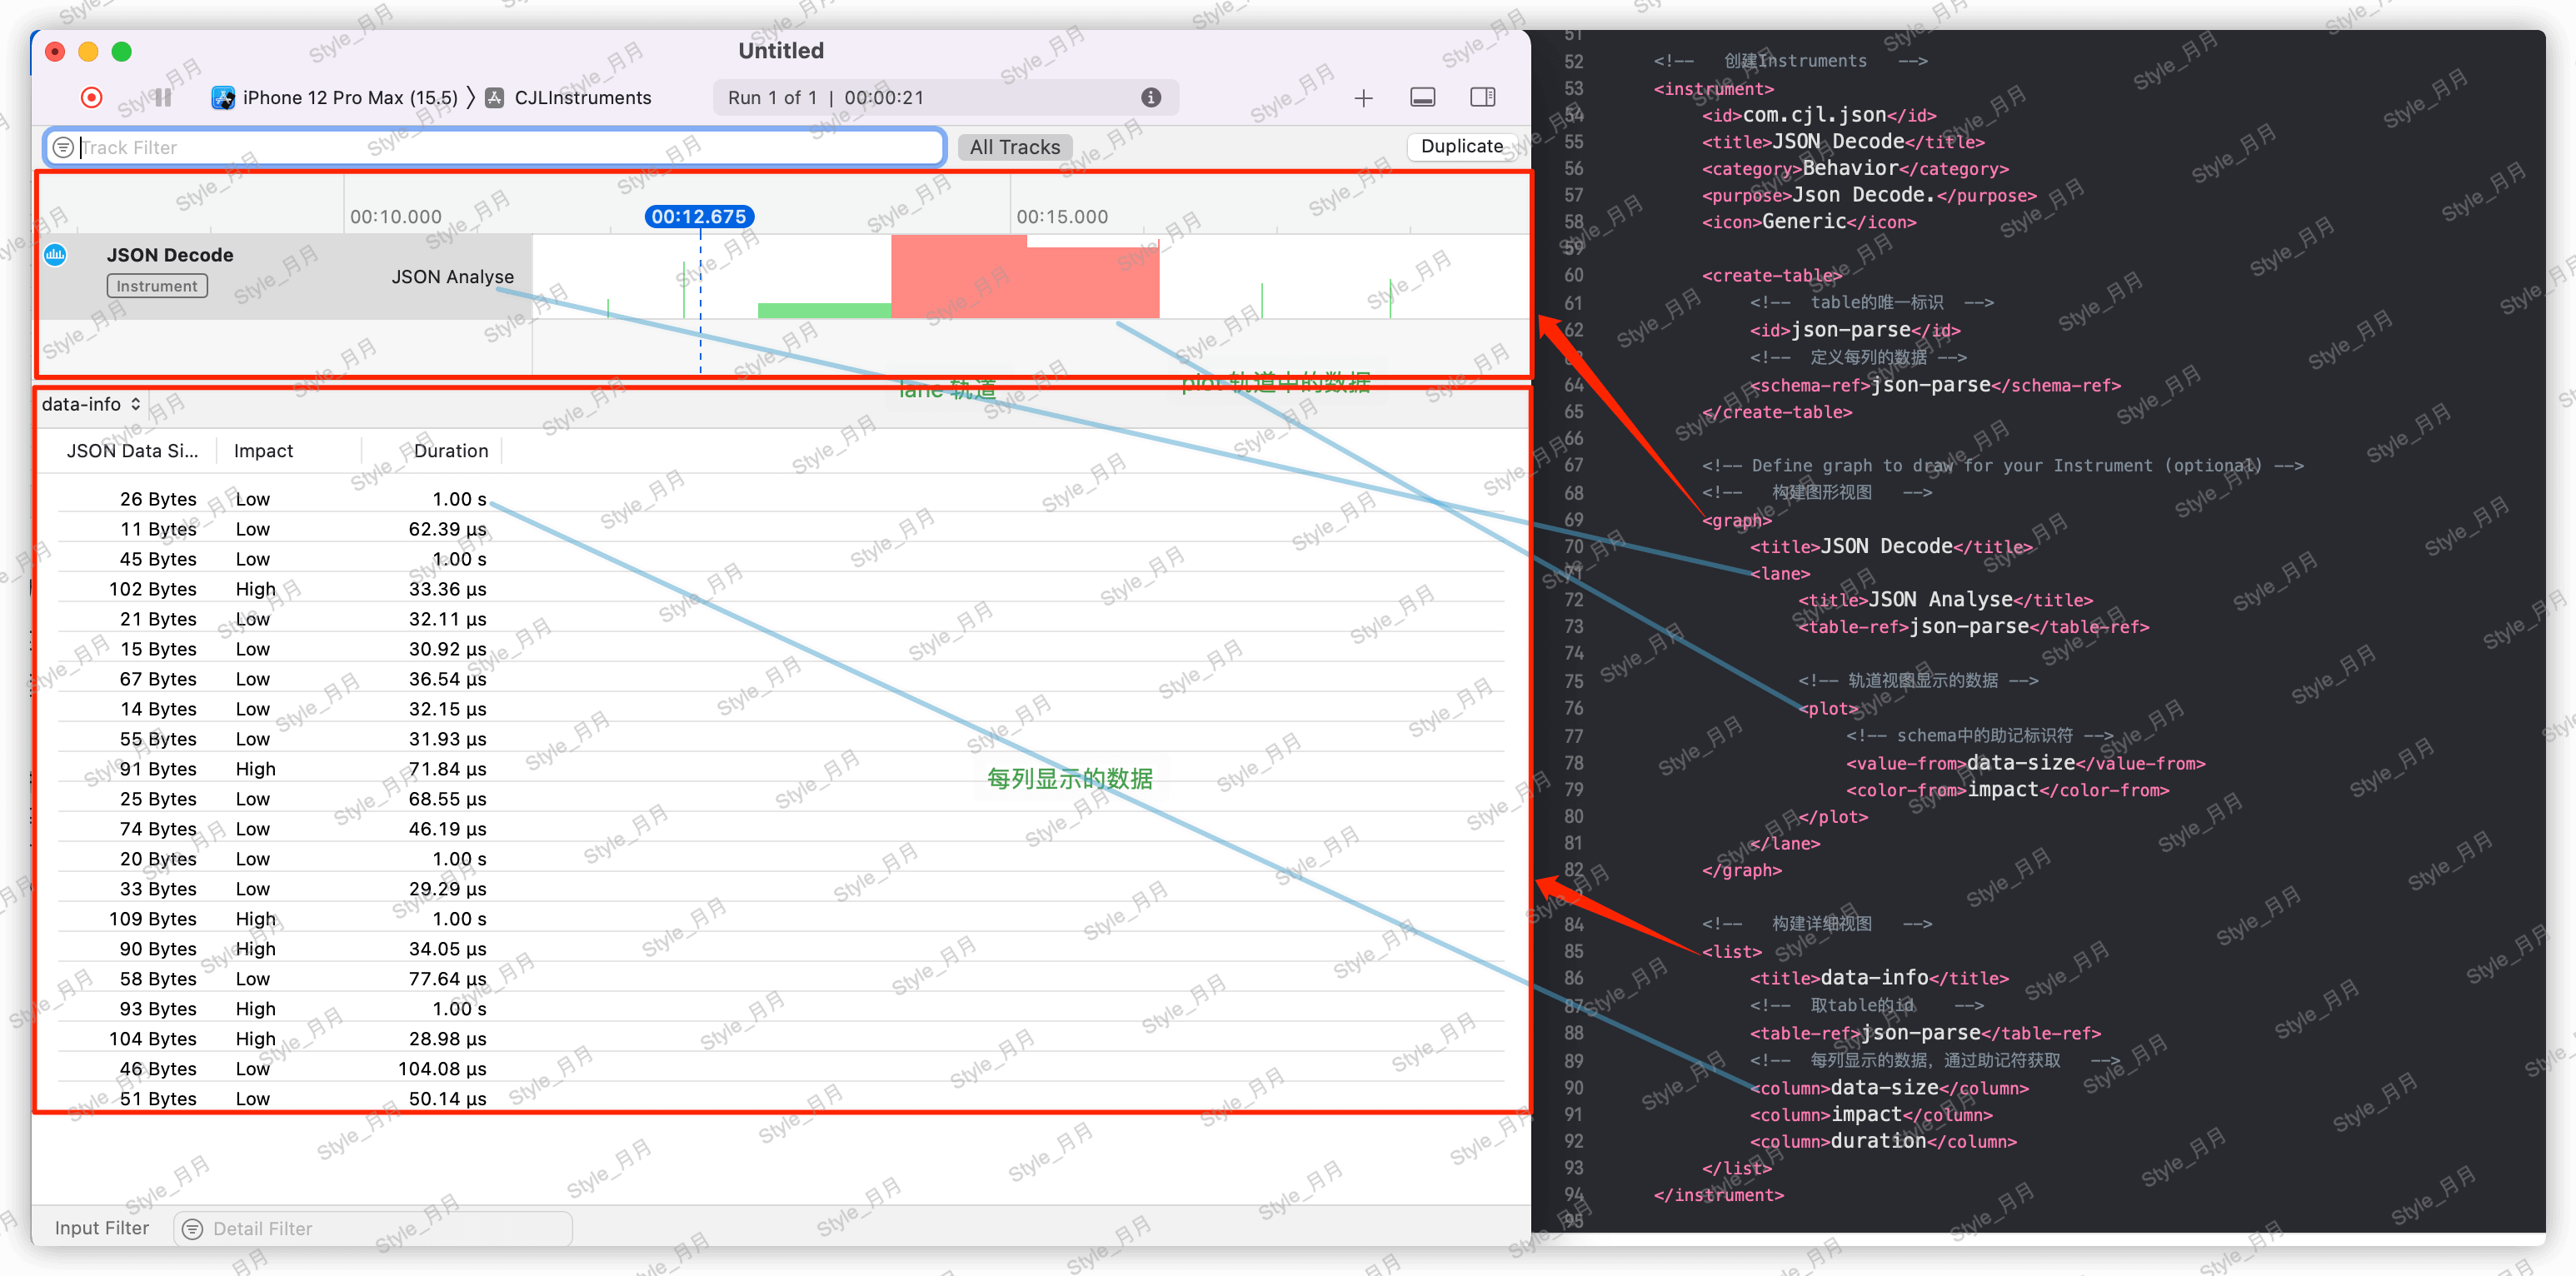 Untitled
iPhone 12 Pro Max (15.5) 〉 CJLInstruments
Run 1 of 1 | 00:00:21
Track Filter
All Tracks
Duplicate
00:10.000
00:12.675
00:15.000
JSON Decode
Instrument
JSON Analyse
lane 轨道
plot 轨道中的数据
data-info
JSON Data Si... Impact Duration
26 Bytes Low 1.00 s
11 Bytes Low 62.39 µs
45 Bytes Low 1.00 s
102 Bytes High 33.36 µs
21 Bytes Low 32.11 µs
15 Bytes Low 30.92 µs
67 Bytes Low 36.54 µs
14 Bytes Low 32.15 µs
55 Bytes Low 31.93 µs
91 Bytes High 71.84 µs
25 Bytes Low 68.55 µs
74 Bytes Low 46.19 µs
20 Bytes Low 1.00 s
33 Bytes Low 29.29 µs
109 Bytes High 1.00 s
90 Bytes High 34.05 µs
58 Bytes Low 77.64 µs
93 Bytes High 1.00 s
104 Bytes High 28.98 µs
46 Bytes Low 104.08 µs
51 Bytes Low 50.14 µs
每列显示的数据
Input Filter
Detail Filter
51
52 <!-- 创建Instruments -->
53 <instrument>
54 <id>com.cjl.json</id>
55 <title>JSON Decode</title>
56 <category>Behavior</category>
57 <purpose>Json Decode.</purpose>
58 <icon>Generic</icon>
59
60 <create-table>
61 <!-- table的唯一标识 -->
62 <id>json-parse</id>
63 <!-- 定义每列的数据 -->
64 <schema-ref>json-parse</schema-ref>
65 </create-table>
66
67 <!-- Define graph to draw for your Instrument (optional) -->
68 <!-- 构建图形视图 -->
69 <graph>
70 <title>JSON Decode</title>
71 <lane>
72 <title>JSON Analyse</title>
73 <table-ref>json-parse</table-ref>
74
75 <!-- 轨道视图显示的数据 -->
76 <plot>
77 <!-- schema中的助记标识符 -->
78 <value-from>data-size</value-from>
79 <color-from>impact</color-from>
80 </plot>
81 </lane>
82 </graph>
84 <!-- 构建详细视图 -->
85 <list>
86 <title>data-info</title>
87 <!-- 取table的id -->
88 <table-ref>json-parse</table-ref>
89 <!-- 每列显示的数据，通过助记符获取 -->
90 <column>data-size</column>
91 <column>impact</column>
92 <column>duration</column>
93 </list>
94 </instrument>
95
Style_月月